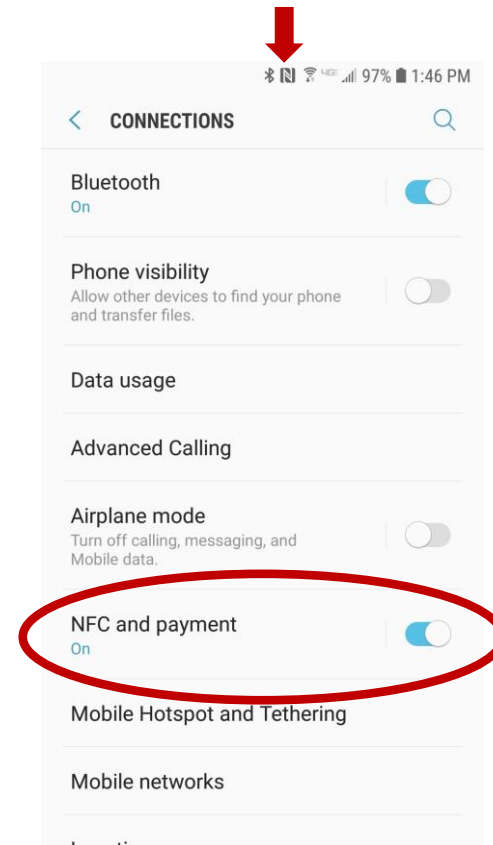 97% 1:46 PM
CONNECTIONS
Bluetooth
On
Phone visibility
Allow other devices to find your phone
and transfer files.
Data usage
Advanced Calling
Airplane mode
Turn off calling, messaging, and
Mobile data.
NFC and payment
On
Mobile Hotspot and Tethering
Mobile networks